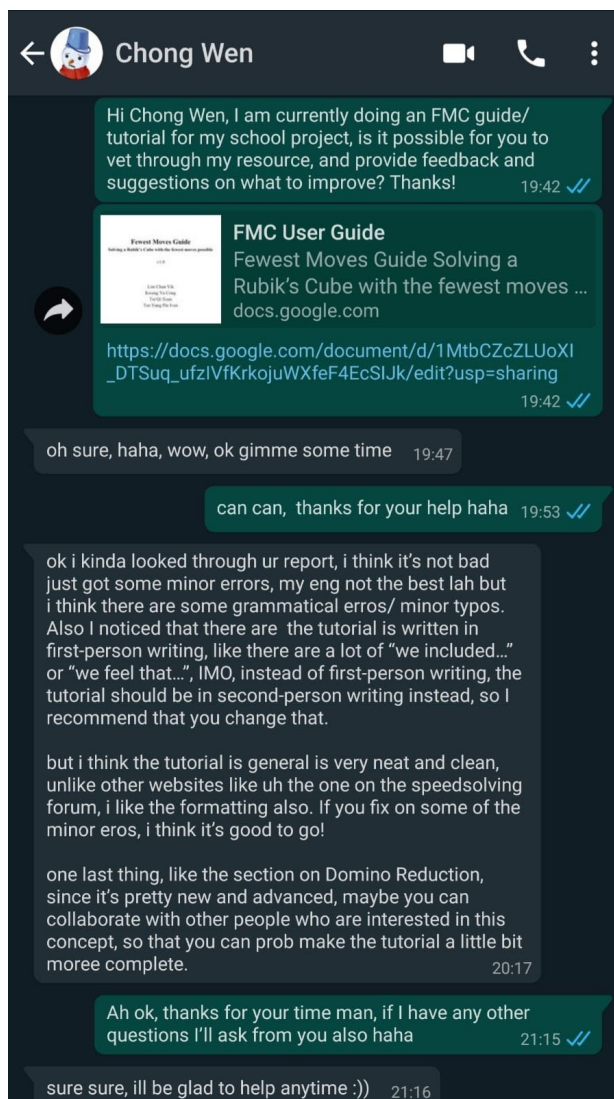 Chong Wen
Hi Chong Wen, I am currently doing an FMC guide/
tutorial for my school project, is it possible for you to
vet through my resource, and provide feedback and
suggestions on what to improve? Thanks!
19:42
Fewest Moves Guide
Solving a Rubik's Cube with the fewest moves possible
FMC User Guide
Fewest Moves Guide Solving a
Rubik's Cube with the fewest moves ...
docs.google.com
https://docs.google.com/document/d/1MtbCZcZLUoXI
_DTSuq_ufzIVfKrkojuWXfeF4EcSIJk/edit?usp=sharing
19:42
oh sure, haha, wow, ok gimme some time 19:47
can can,  thanks for your help haha 19:53
ok i kinda looked through ur report, i think it's not bad
just got some minor errors, my eng not the best lah but
i think there are some grammatical erros/ minor typos.
Also I noticed that there are  the tutorial is written in
first-person writing, like there are a lot of “we included…”
or “we feel that…”, IMO, instead of first-person writing, the
tutorial should be in second-person writing instead, so I
recommend that you change that.
but i think the tutorial is general is very neat and clean,
unlike other websites like uh the one on the speedsolving
forum, i like the formatting also. If you fix on some of the
minor eros, i think it's good to go!
one last thing, like the section on Domino Reduction,
since it's pretty new and advanced, maybe you can
collaborate with other people who are interested in this
concept, so that you can prob make the tutorial a little bit
moree complete.
20:17
Ah ok, thanks for your time man, if I have any other
questions I'll ask from you also haha
21:15
sure sure, ill be glad to help anytime :)) 21:16